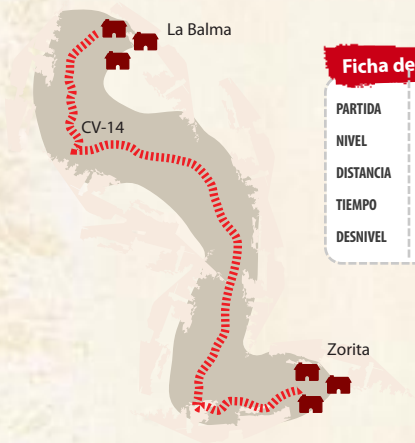 La Balma
CV-14
Zorita
Ficha de
PARTIDA
NIVEL
DISTANCIA
TIEMPO
DESNIVEL